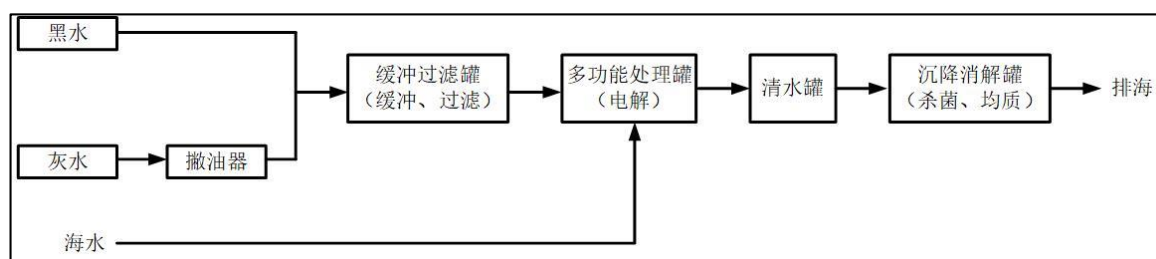 黑水
缓冲过滤罐
（缓冲、过滤）
多功能处理罐
（电解）
清水罐
沉降消解罐
（杀菌、均质）
排海
灰水
撇油器
海水